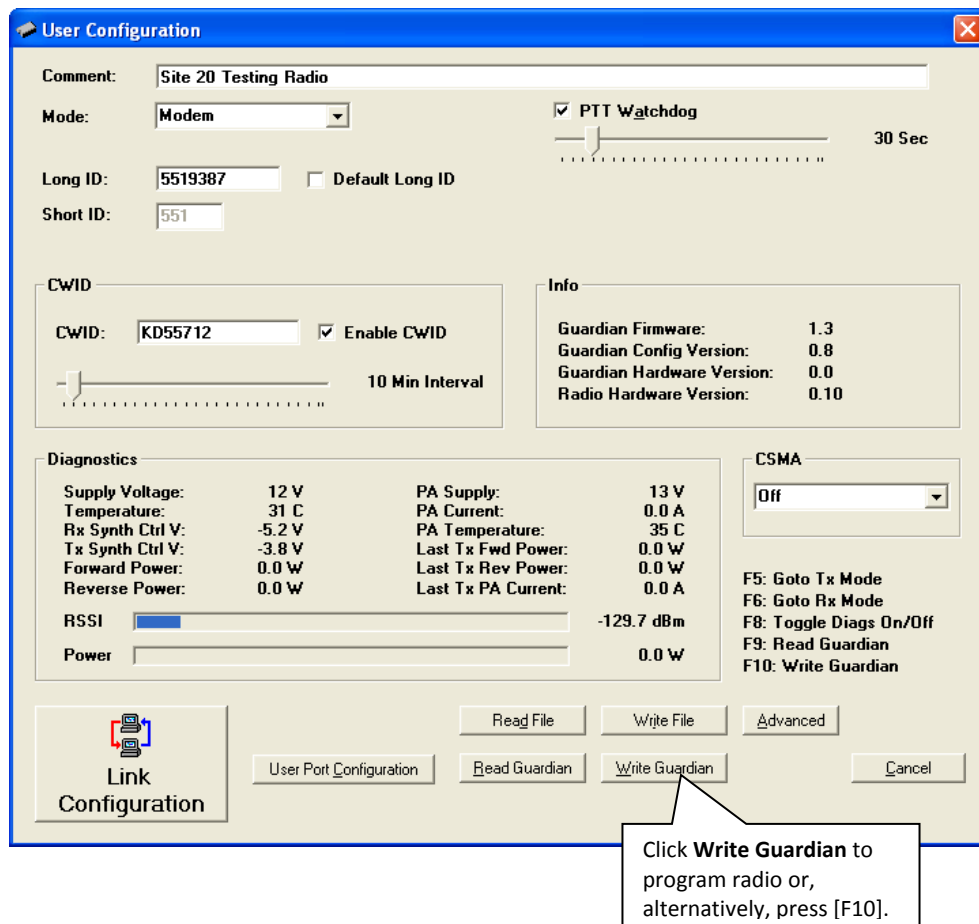 User Configuration
Comment: Site 20 Testing Radio
Mode: Modem
PTT Watchdog
30 Sec
Long ID: 5519387 Default Long ID
Short ID: 551
CWID
CWID: KD55712 Enable CWID
10 Min Interval
Info
Guardian Firmware: 1.3
Guardian Config Version: 0.8
Guardian Hardware Version: 0.0
Radio Hardware Version: 0.10
Diagnostics
Supply Voltage: 12 V PA Supply: 13 V
Temperature: 31 C PA Current: 0.0 A
Rx Synth Ctrl V: -5.2 V PA Temperature: 35 C
Tx Synth Ctrl V: -3.8 V Last Tx Fwd Power: 0.0 W
Forward Power: 0.0 W Last Tx Rev Power: 0.0 W
Reverse Power: 0.0 W Last Tx PA Current: 0.0 A
RSSI -129.7 dBm
Power 0.0 W
CSMA
Off
F5: Goto Tx Mode
F6: Goto Rx Mode
F8: Toggle Diags On/Off
F9: Read Guardian
F10: Write Guardian
Link
Configuration
Read File Write File Advanced
User Port Configuration Read Guardian Write Guardian Cancel
Click Write Guardian to
program radio or,
alternatively, press [F10].